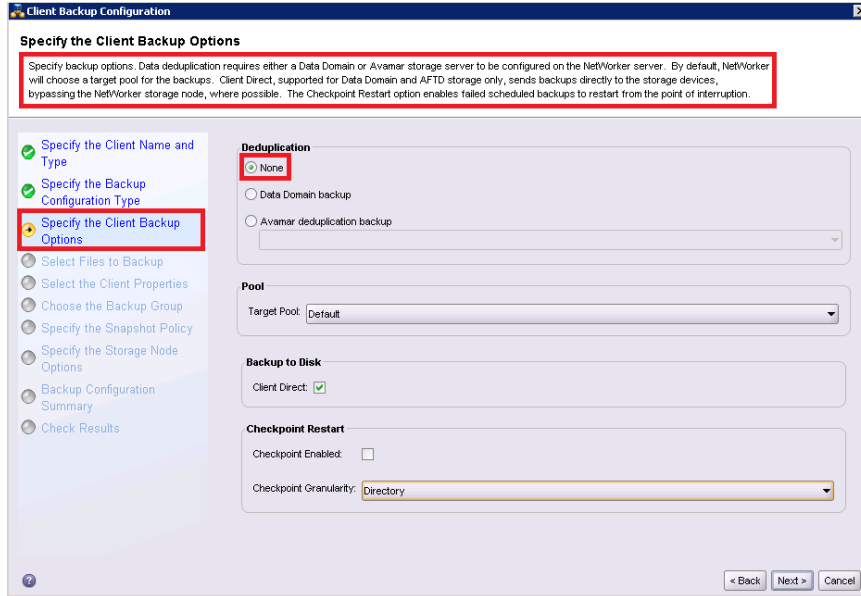 Client Backup Configuration
Specify the Client Backup Options
Specify backup options. Data deduplication requires either a Data Domain or Avamar storage server to be configured on the NetWorker server. By default, NetWorker
will choose a target pool for the backups. Client Direct, supported for Data Domain and AFTD storage only, sends backups directly to the storage devices,
bypassing the NetWorker storage node, where possible. The Checkpoint Restart option enables failed scheduled backups to restart from the point of interruption.
Specify the Client Name and
Type
Specify the Backup
Configuration Type
Specify the Client Backup
Options
Select Files to Backup
Select the Client Properties
Choose the Backup Group
Specify the Snapshot Policy
Specify the Storage Node
Options
Backup Configuration
Summary
Check Results
Deduplication
None
Data Domain backup
Avamar deduplication backup
Pool
Target Pool: Default
Backup to Disk
Client Direct:
Checkpoint Restart
Checkpoint Enabled:
Checkpoint Granularity: Directory
< Back Next > Cancel